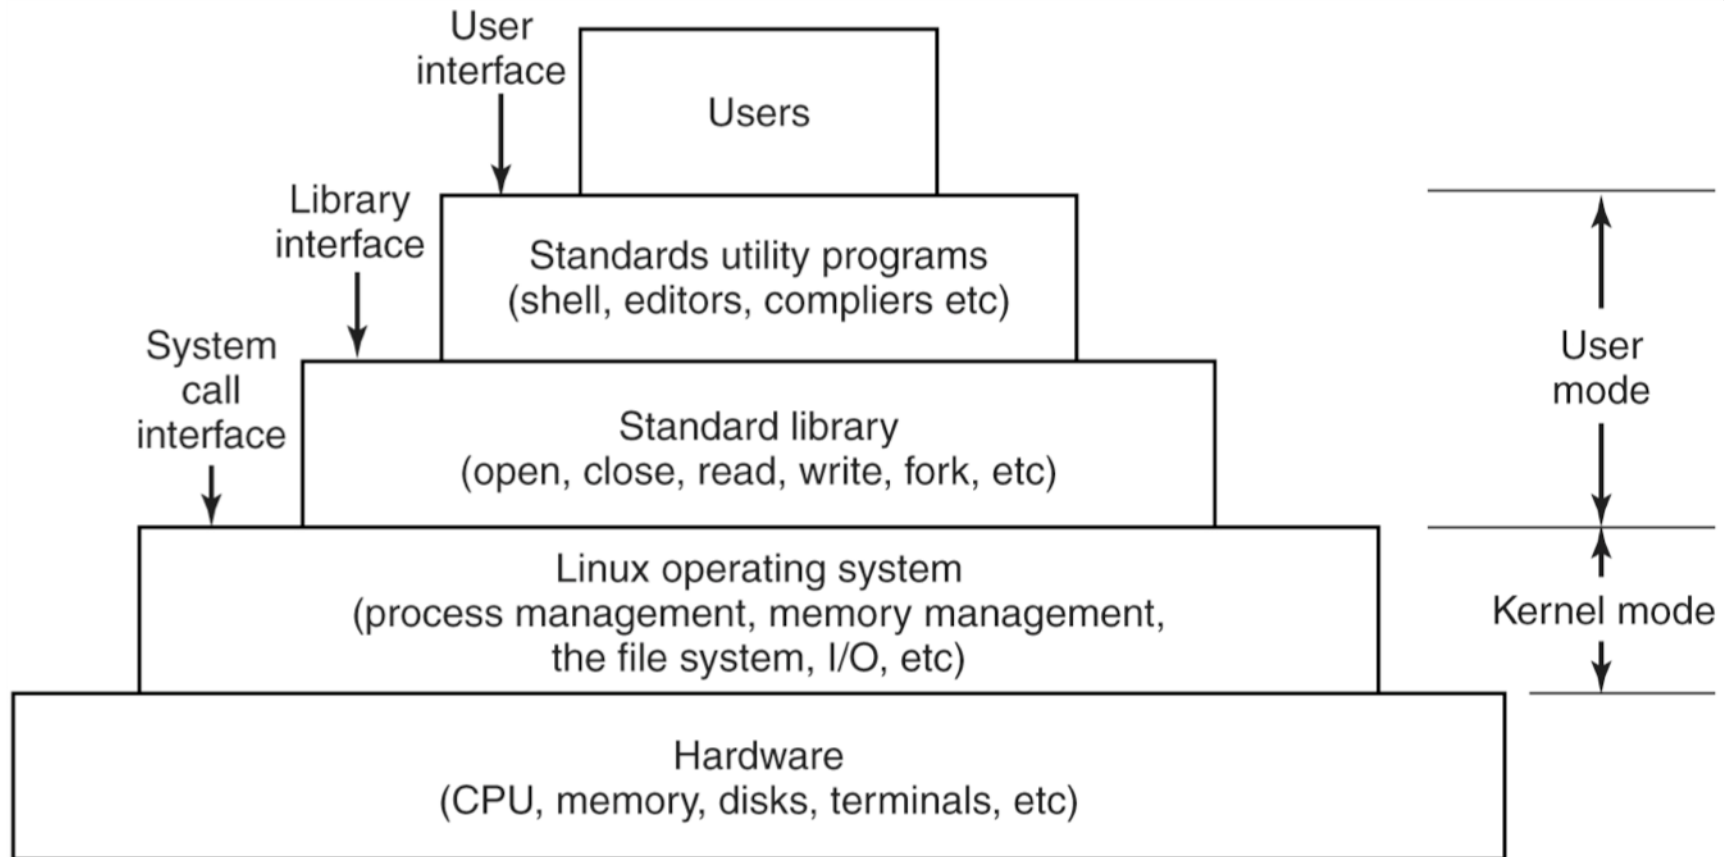 User
interface
Users
Library
interface
Standards utility programs
(shell, editors, compliers etc)
System
call
interface
User
mode
Standard library
(open, close, read, write, fork, etc)
Linux operating system
(process management, memory management,
the file system, I/O, etc)
Kernel mode
Hardware
(CPU, memory, disks, terminals, etc)